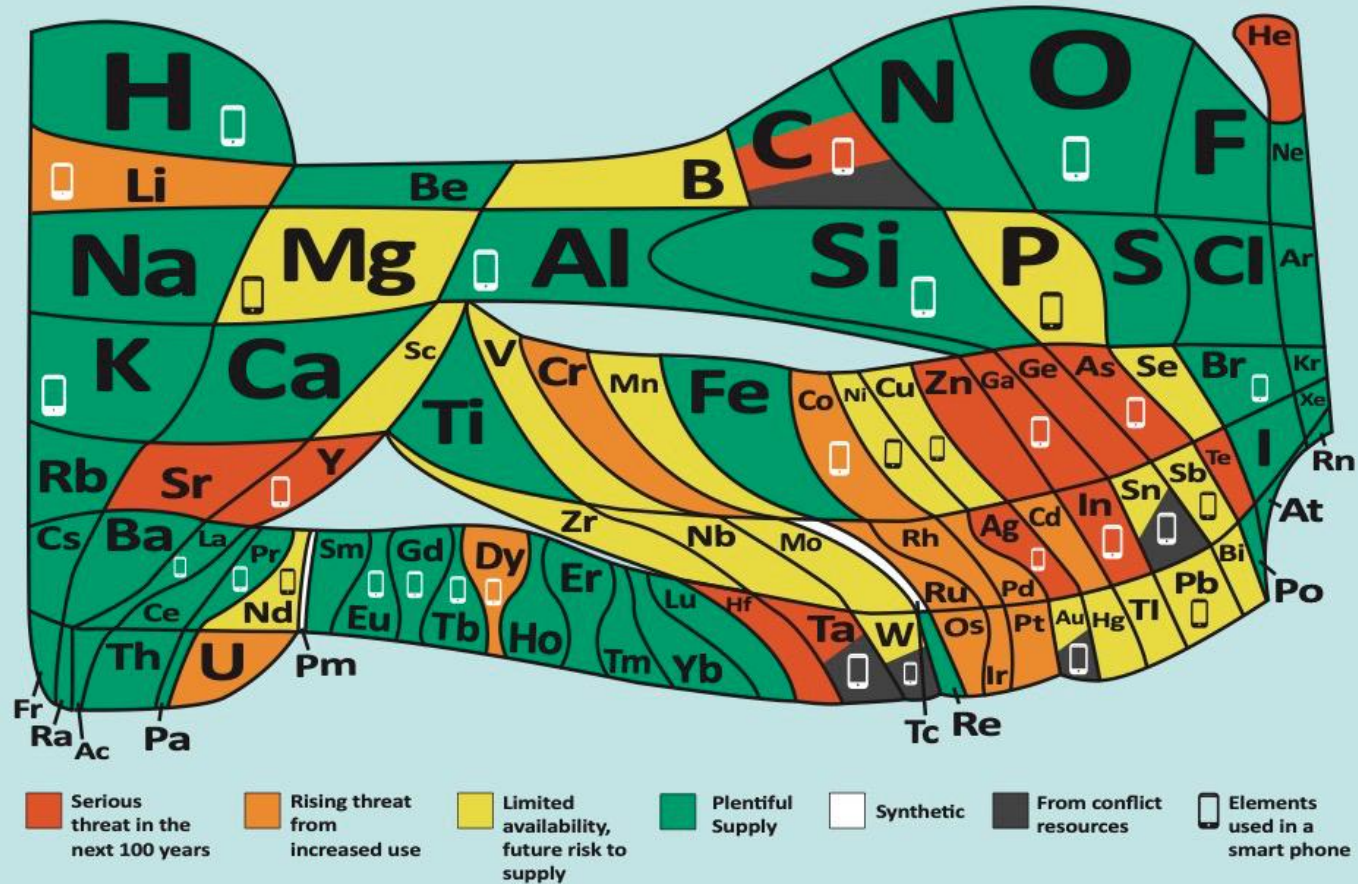 H
He
C
N
O
F
Ne
Li
Be
B
Na
Mg
Al
Si
P
S
Cl
Ar
K
Ca
Sc
Ti
V
Cr
Mn
Fe
Co
Ni
Cu
Zn
Ga
Ge
As
Se
Br
Kr
Xe
Rn
Rb
Sr
Y
Zr
Nb
Mo
Tc
Ru
Rh
Pd
Ag
Cd
In
Sn
Sb
Te
I
At
Cs
Ba
La
Ce
Pr
Nd
Pm
Sm
Eu
Gd
Tb
Dy
Ho
Er
Tm
Yb
Lu
Hf
Ta
W
Re
Os
Ir
Pt
Au
Hg
Tl
Pb
Bi
Po
Fr
Ra
Ac
Th
Pa
U
Serious
threat in the
next 100 years
Rising threat
from
increased use
Limited
availability,
future risk to
supply
Plentiful
Supply
Synthetic
From conflict
resources
Elements
used in a
smart phone